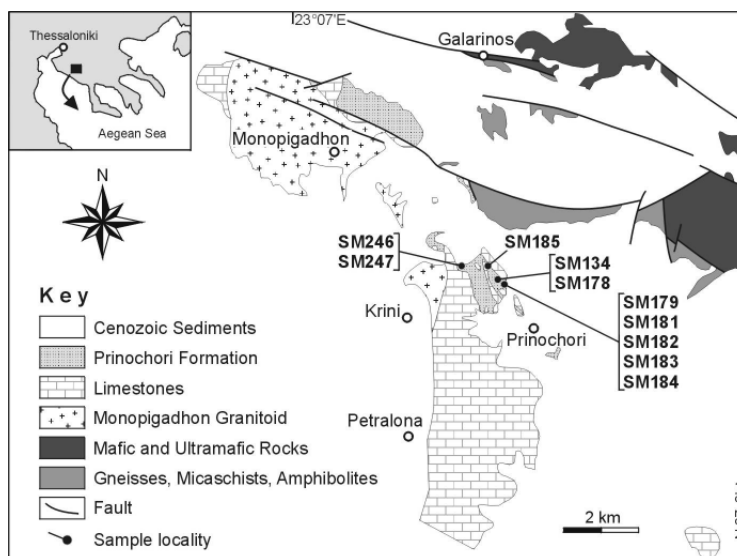 23°07'E
Thessaloniki
Aegean Sea
Galarinos
Monopigadhon
N
SM246
SM247
SM185
SM134
SM178
SM179
SM181
SM182
SM183
SM184
Krini
Prinochori
Petralona
Key
Cenozoic Sediments
Prinochori Formation
Limestones
Monopigadhon Granitoid
Mafic and Ultramafic Rocks
Gneisses, Micaschists, Amphibolites
Fault
Sample locality
2 km